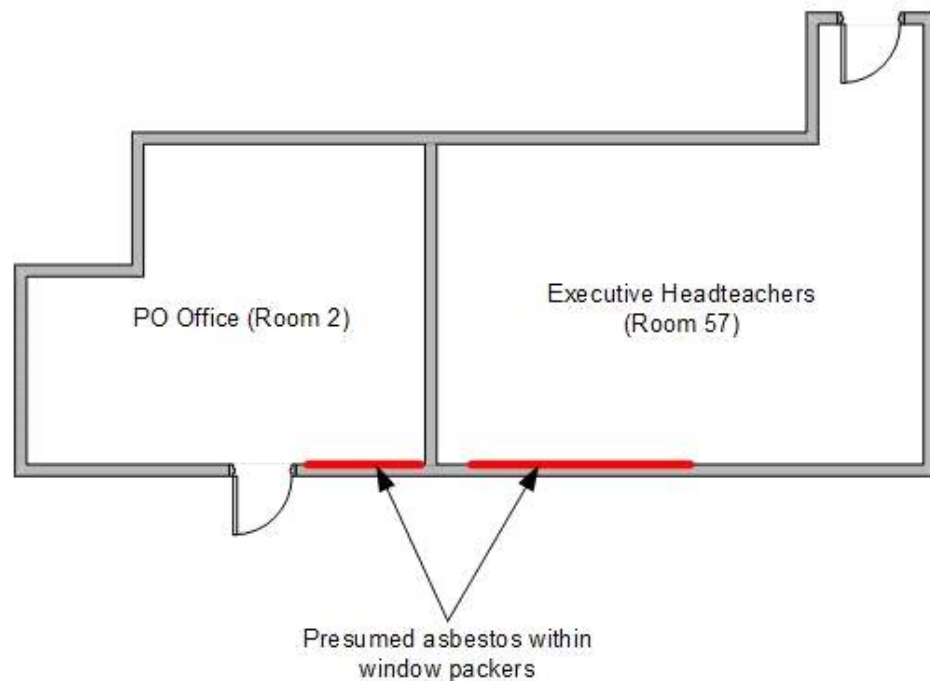 PO Office (Room 2)
Executive Headteachers
(Room 57)
Presumed asbestos within
window packers